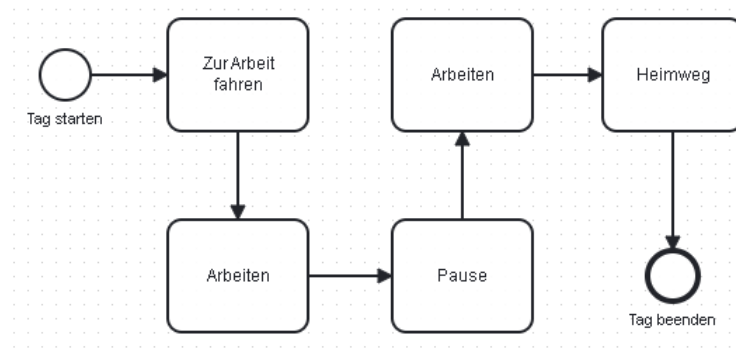 Tag starten
Zur Arbeit
fahren
Arbeiten
Pause
Arbeiten
Heimweg
Tag beenden